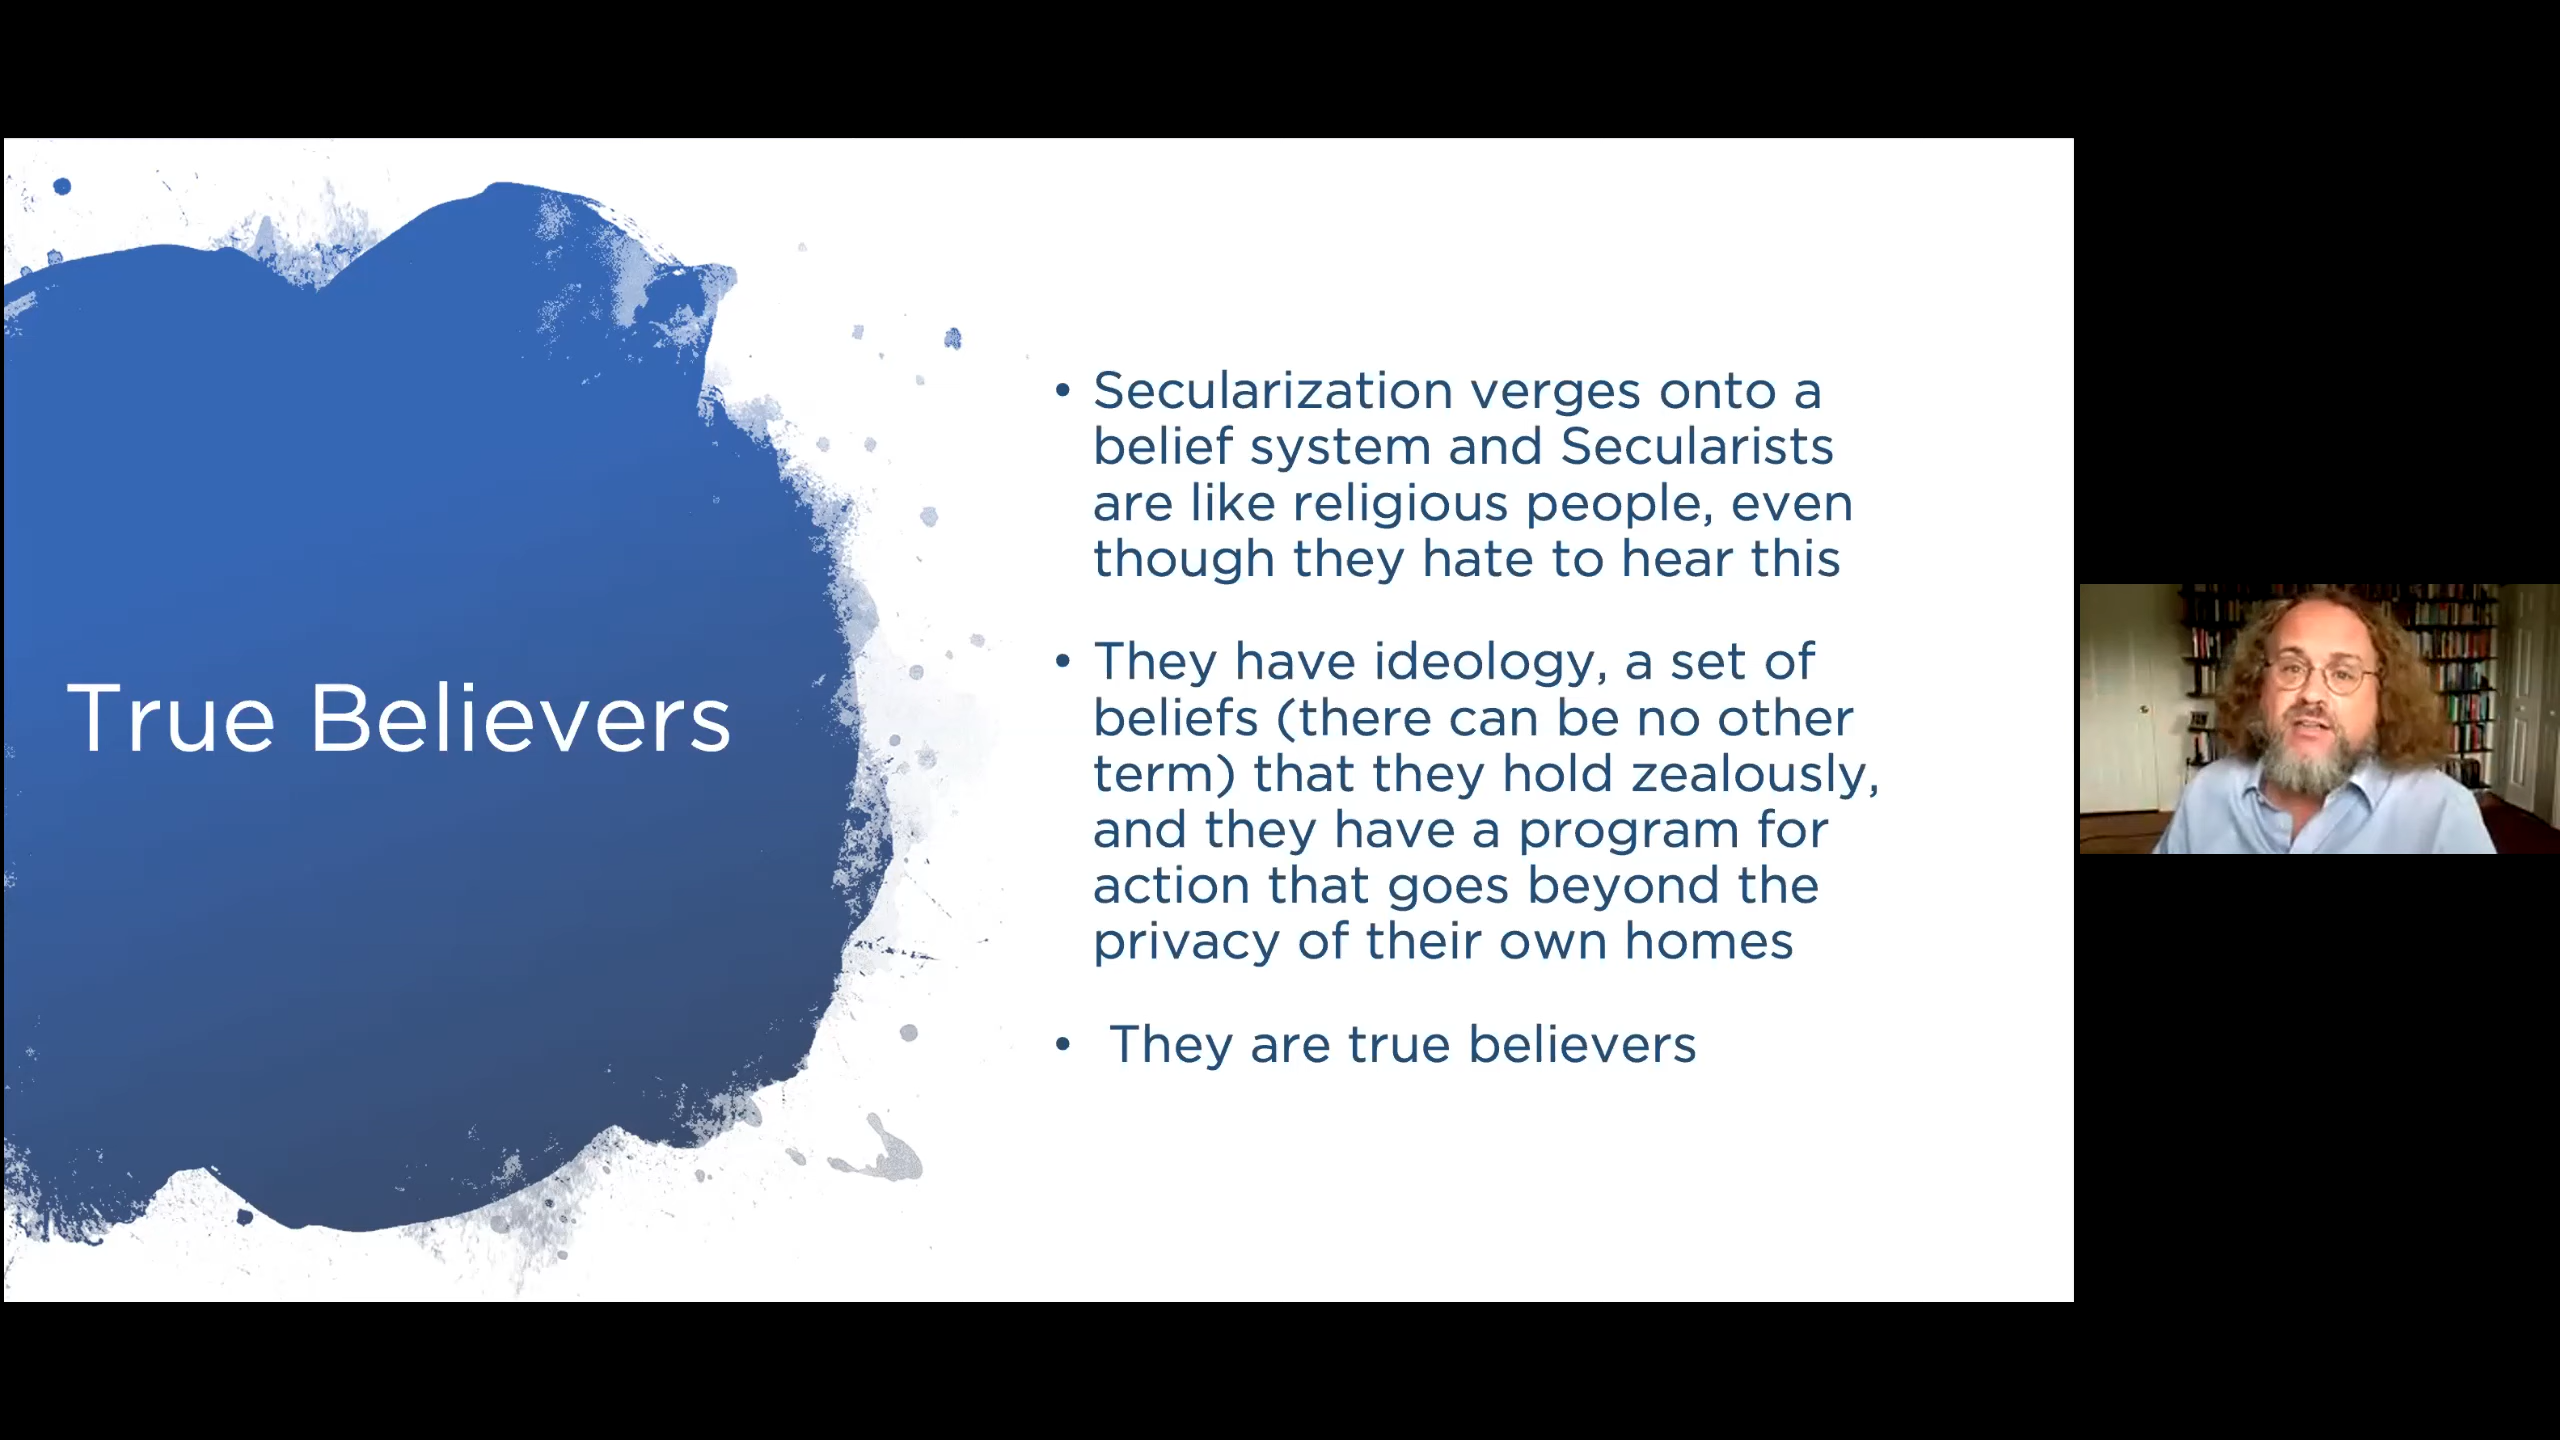 True Believers
• Secularization verges onto a
belief system and Secularists
are like religious people, even
though they hate to hear this
• They have ideology, a set of
beliefs (there can be no other
term) that they hold zealously,
and they have a program for
action that goes beyond the
privacy of their own homes
• They are true believers